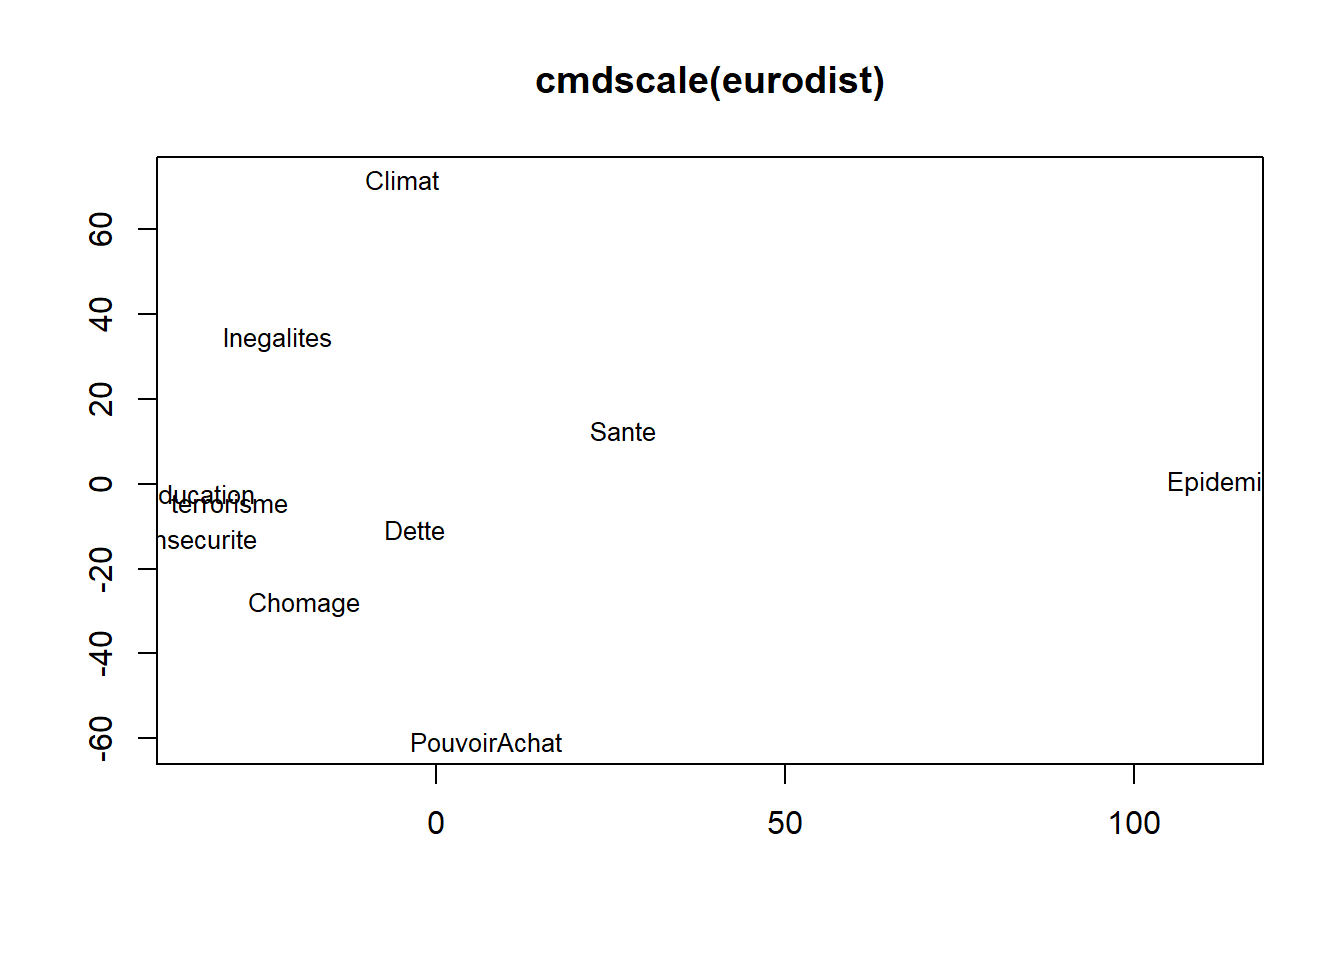 cmdscale(eurodist)
Climat
60
40
Inegalites
20
Sante
0
Epidemi
ducation
terrorisme
Dette
nsecurite
-20
Chomage
-40
-60
PouvoirAchat
0 50 100